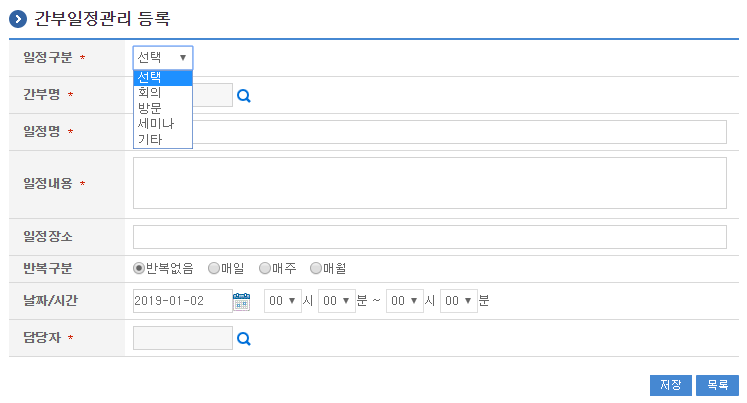 간부일정관리 등록
일정구분 *
선택 ▼
선택
회의
방문
세미나
기타
간부명 *
일정명 *
일정내용 *
일정장소
반복구분
반복없음 매일 매주 매월
날짜/시간
2019-01-02 00 ▼ 시 00 ▼ 분 ~ 00 ▼ 시 00 ▼ 분
담당자 *
저장 목록